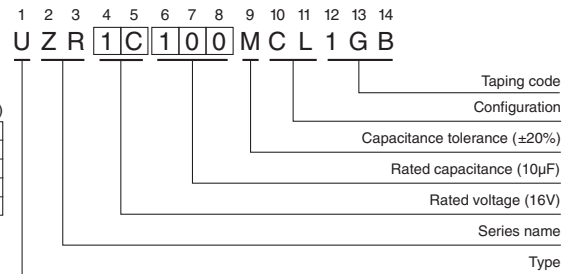 1 2 3 4 5 6 7 8 9 10 11 12 13 14
U Z R 1 C 1 0 0 M C L 1 G B
Taping code
Configuration
)
Capacitance tolerance (±20%)
Rated capacitance (10µF)
Rated voltage (16V)
Series name
Type